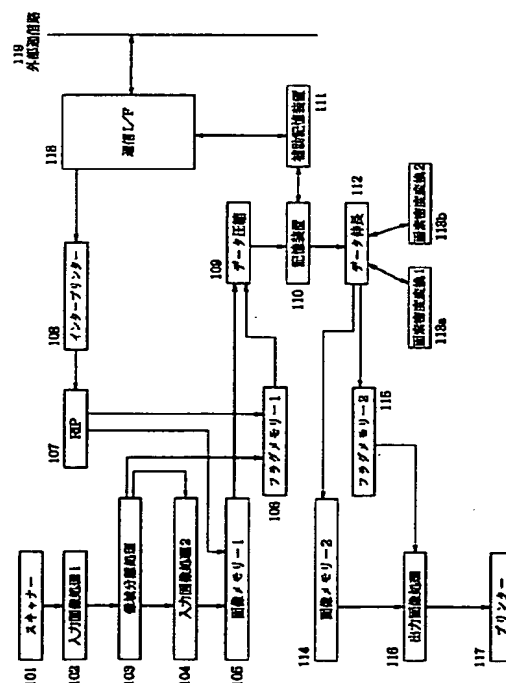 119
外部通信路
118
通信I/F
111
補助記憶装置
112
画素密度変換2
113b
108
インタープリンター
109
データ圧縮
記憶装置
110
データ伸長
画素密度変換1
113a
107
RIP
フラグメモリー1
106
フラグメモリー2
115
101
スキャナー
102
入力画像処理1
103
像域分離処理
104
入力画像処理2
105
画像メモリー1
114
画像メモリー2
116
出力画像処理
117
プリンター